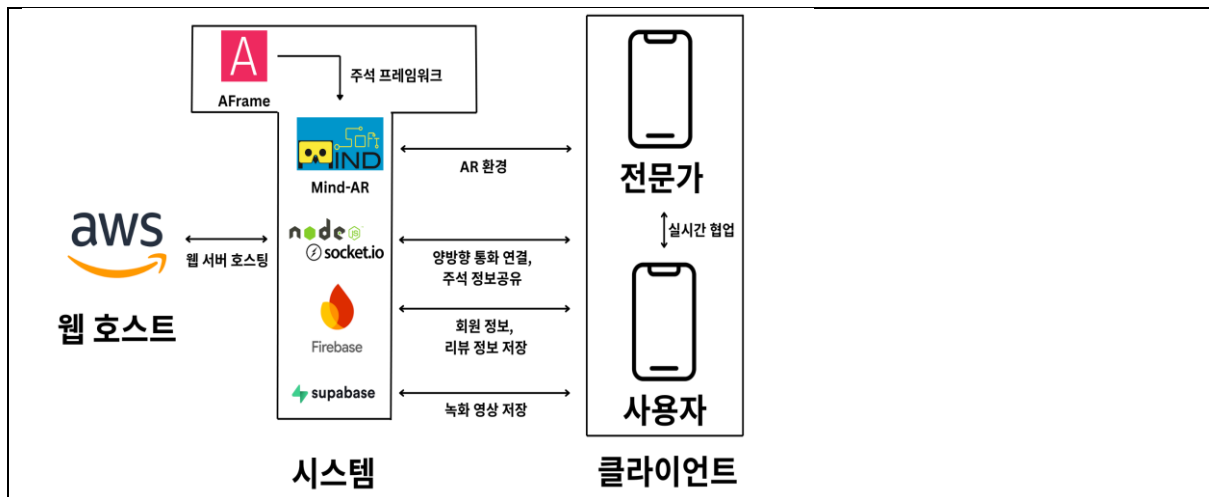 A
AFrame
주석 프레임워크
SOFT
MIND
Mind-AR
AR 환경
전문가
aws
웹 서버 호스팅
웹 호스트
node
JS
socket.io
양방향 통화 연결,
주석 정보공유
실시간 협업
Firebase
회원 정보,
리뷰 정보 저장
supabase
녹화 영상 저장
사용자
시스템
클라이언트